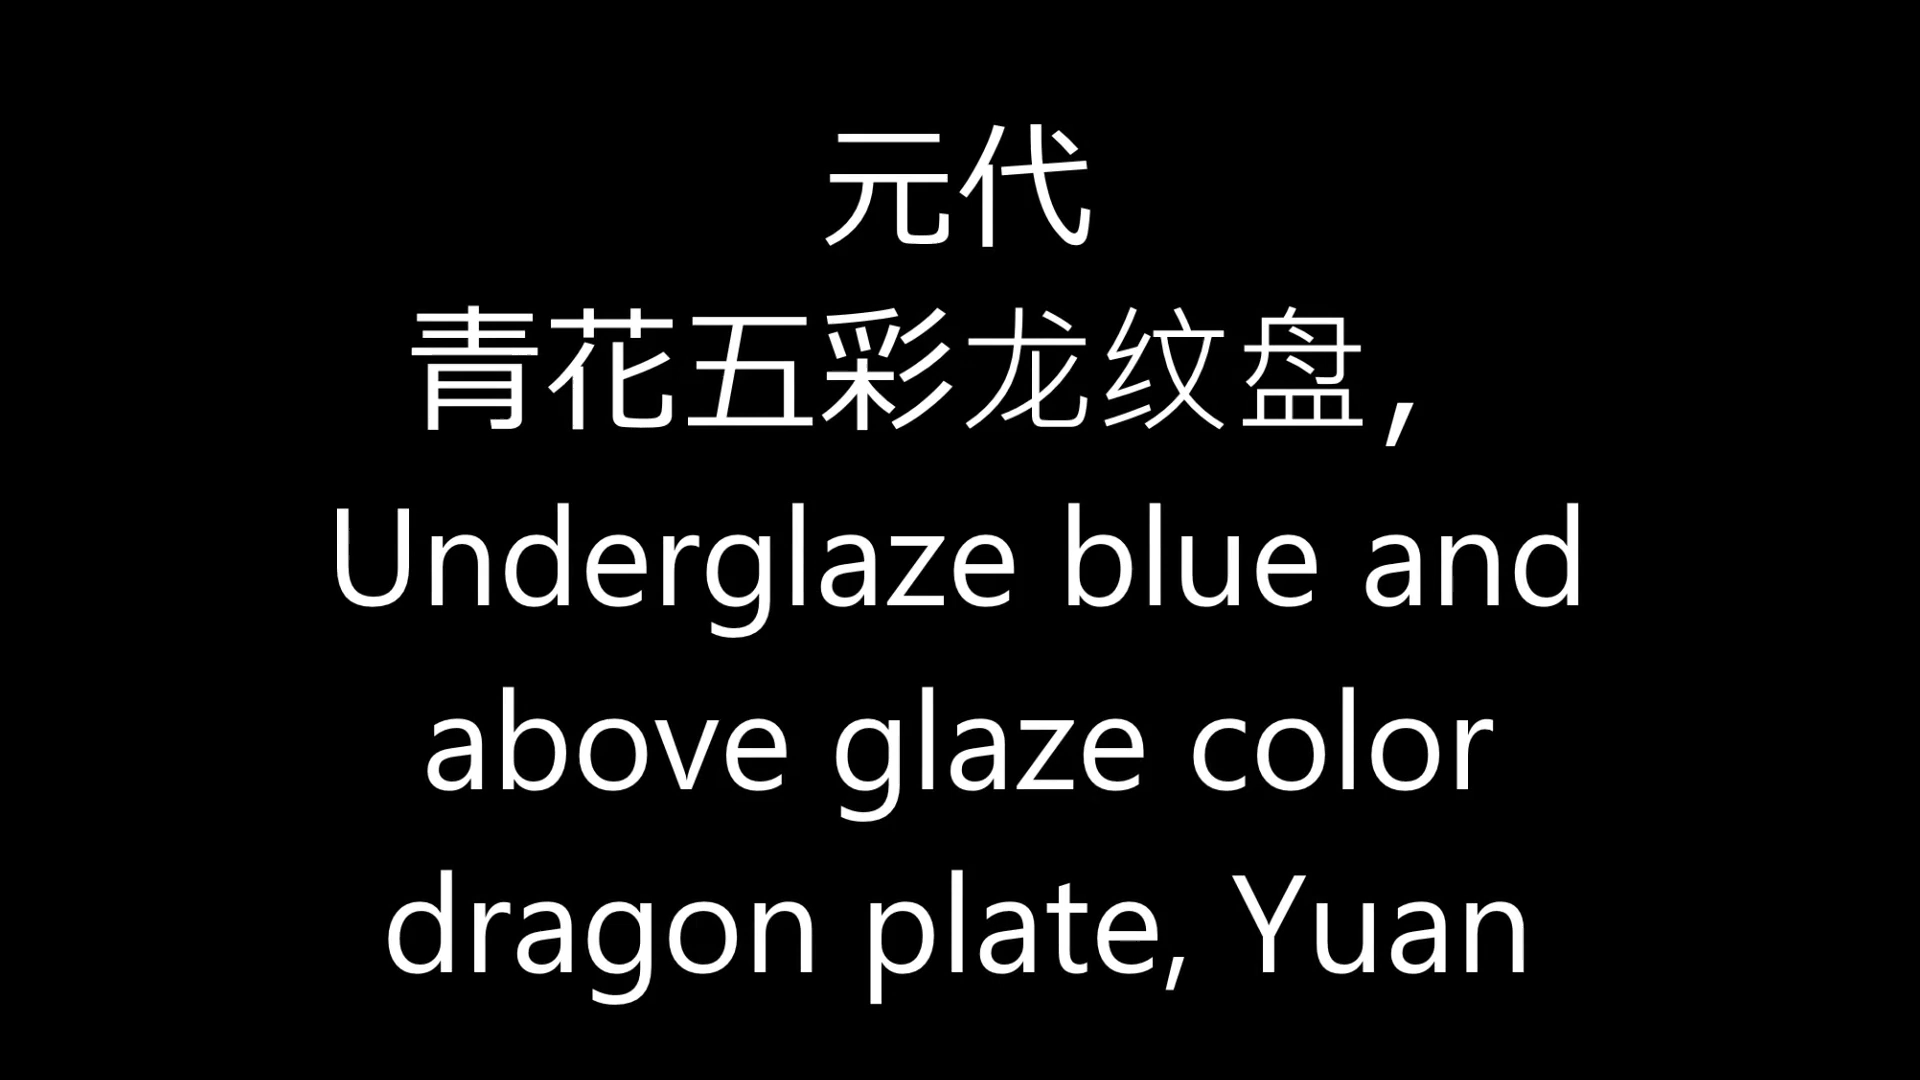 元代
青花五彩龙纹盘,
Underglaze blue and
above glaze color
dragon plate, Yuan